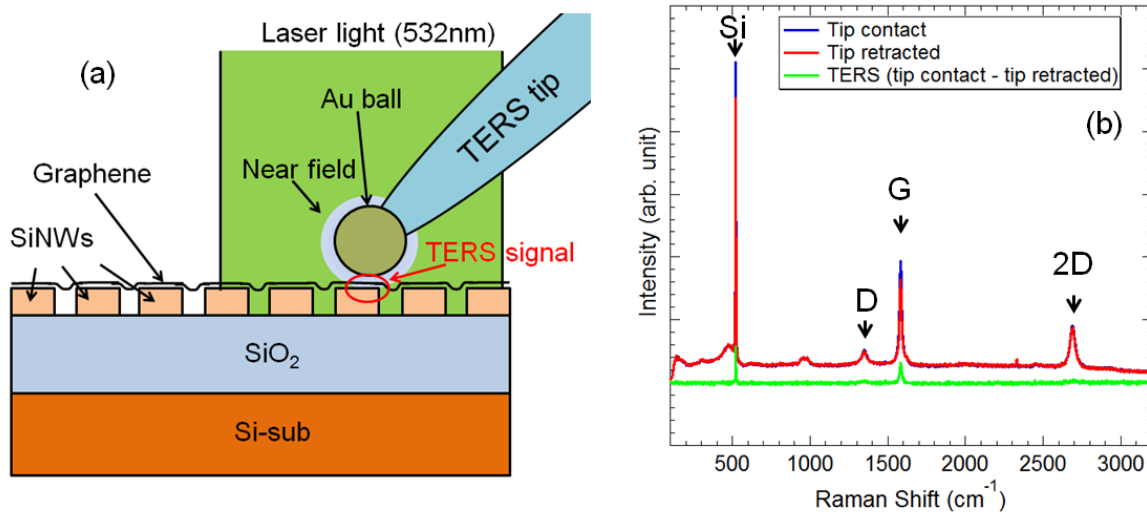 (a)
Laser light (532nm)
Au ball
TERS tip
Near field
Graphene
SiNWs
TERS signal
SiO₂
Si-sub
Si
Tip contact
Tip retracted
TERS (tip contact - tip retracted)
(b)
G
2D
D
Intensity (arb. unit)
500 1000 1500 2000 2500 3000
Raman Shift (cm⁻¹)